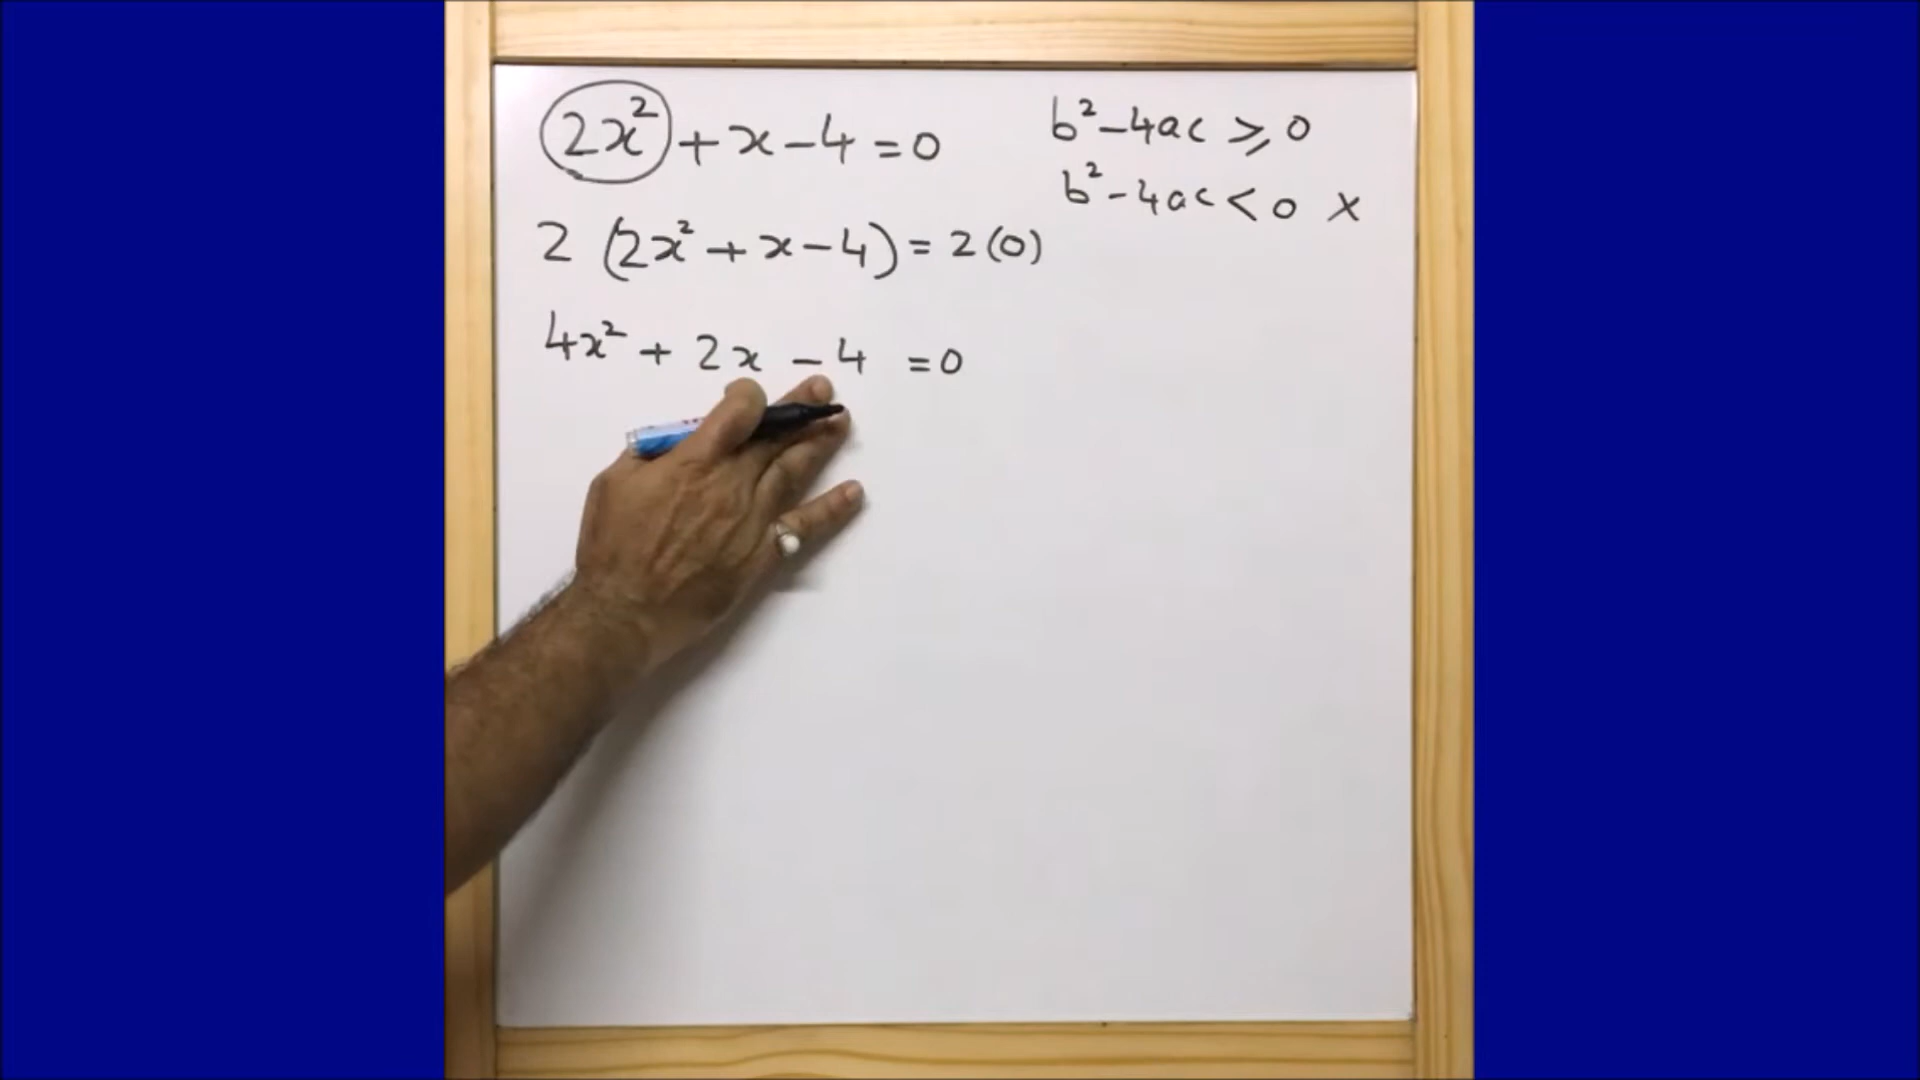 2x² + x - 4 = 0
b² - 4ac ⩾ 0
b² - 4ac < 0 ×
2 (2x² + x - 4) = 2(0)
4x² + 2x - 4 = 0